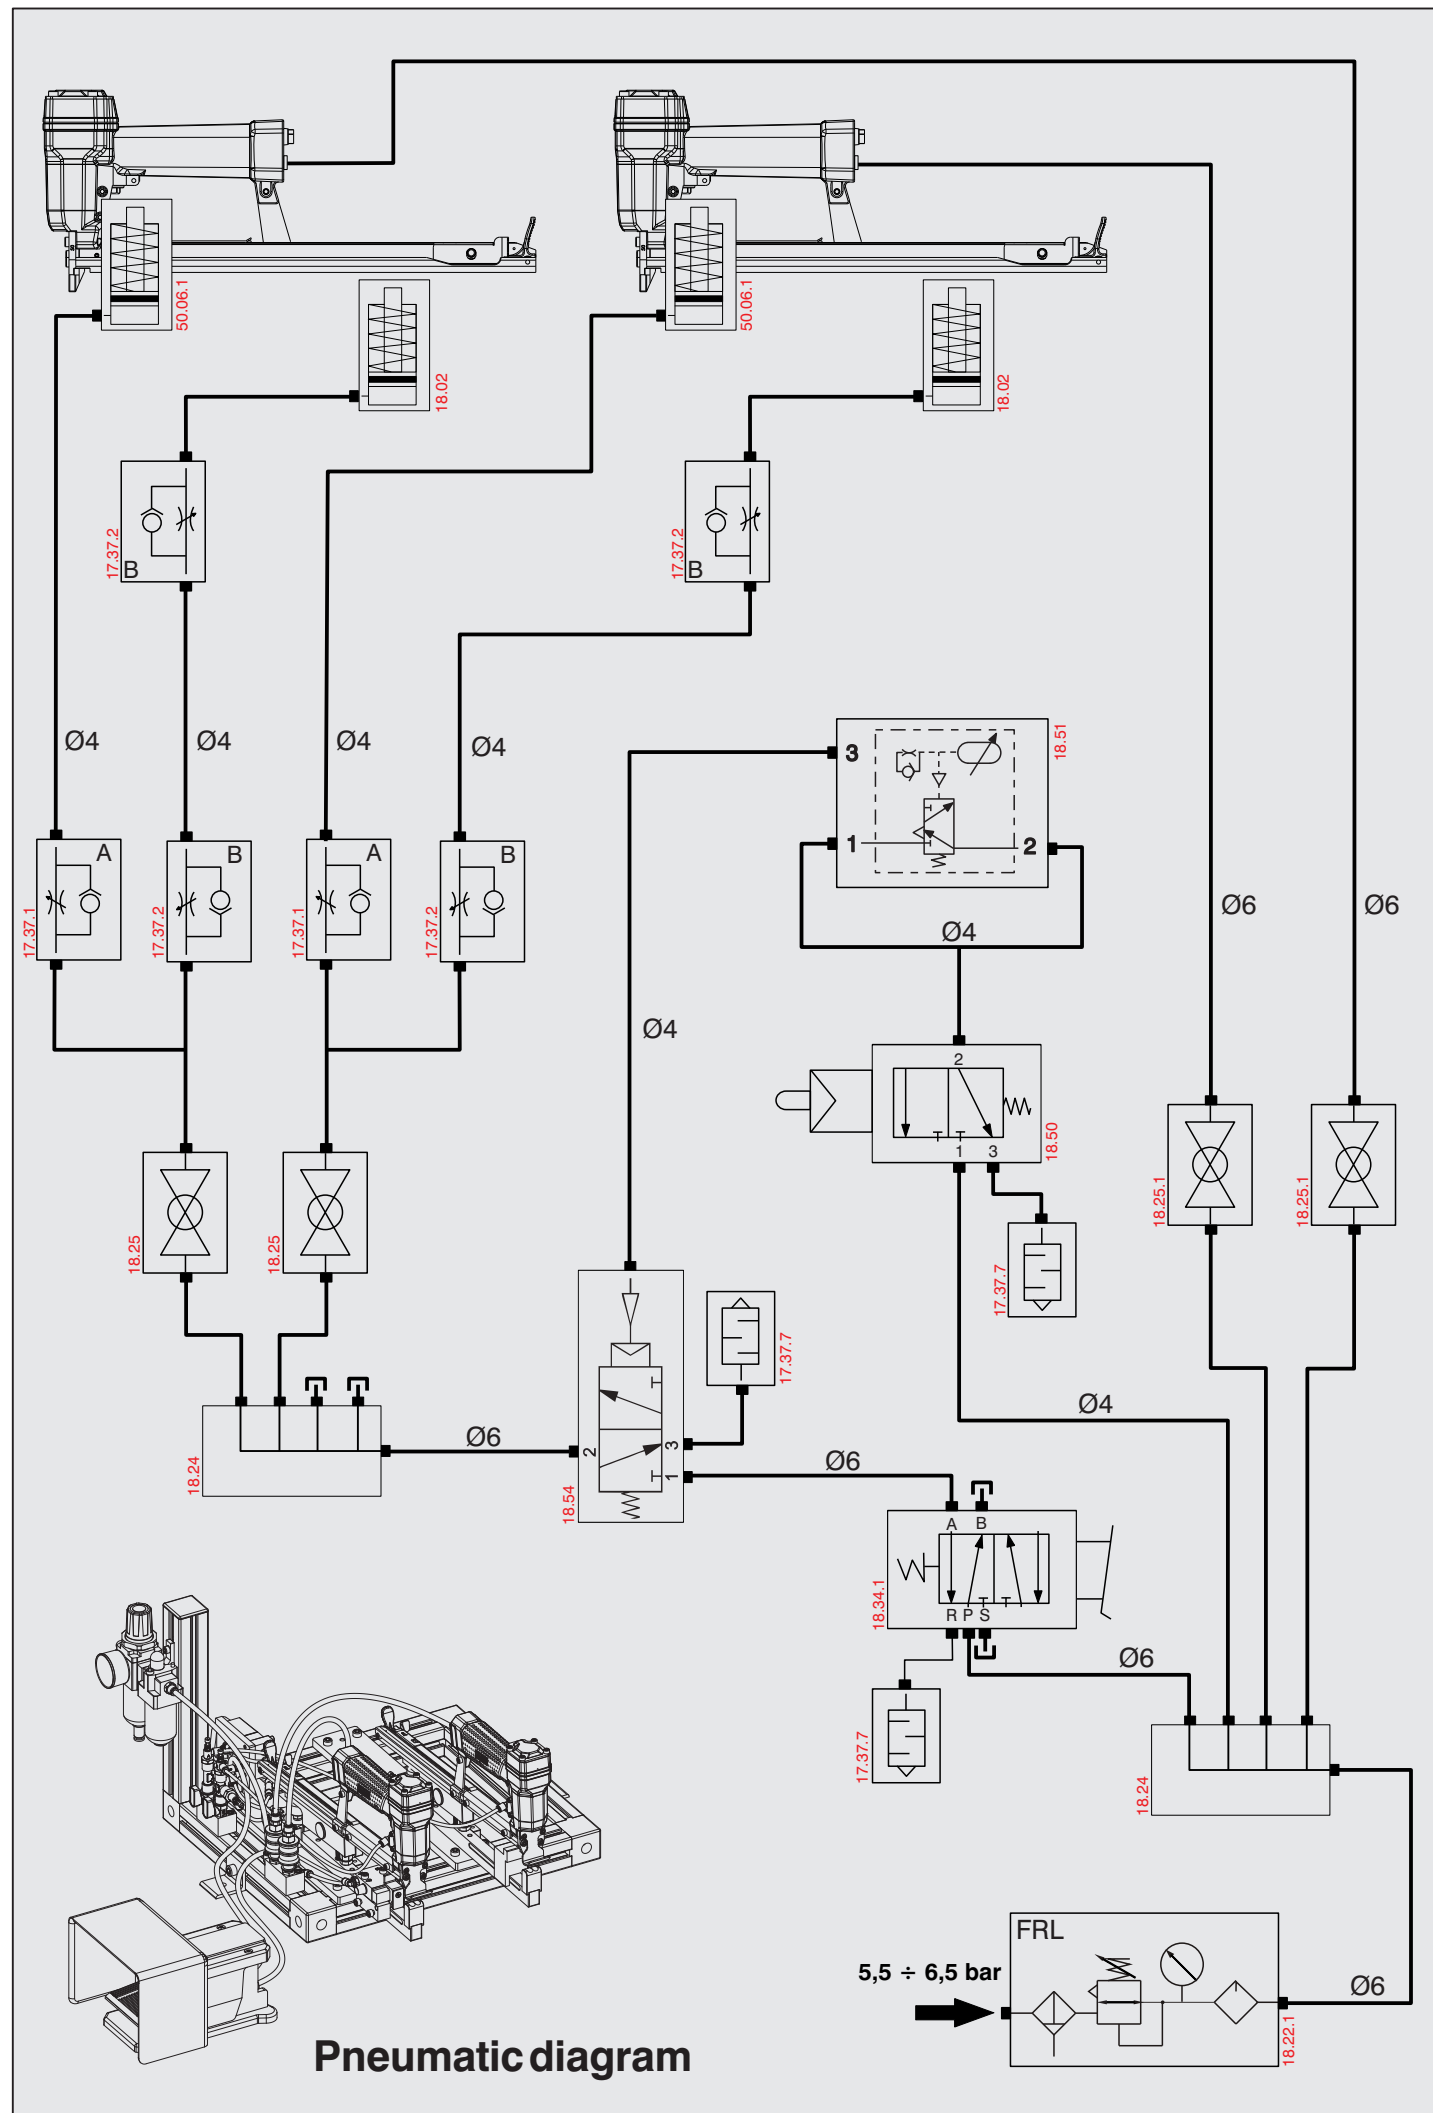 50.06.1
50.06.1
18.02
18.02
17.37.2
B
17.37.2
B
Ø4
Ø4
Ø4
Ø4
18.51
3
1
2
A
B
A
B
17.37.1
17.37.2
17.37.1
17.37.2
Ø6
Ø6
Ø4
Ø4
2
1
3
18.50
18.25
18.25
18.25.1
18.25.1
17.37.7
17.37.7
Ø4
Ø6
2
3
1
18.24
18.54
Ø6
A B
R P S
18.34.1
Ø6
17.37.7
18.24
FRL
5,5 ÷ 6,5 bar
Ø6
18.22.1
Pneumatic diagram